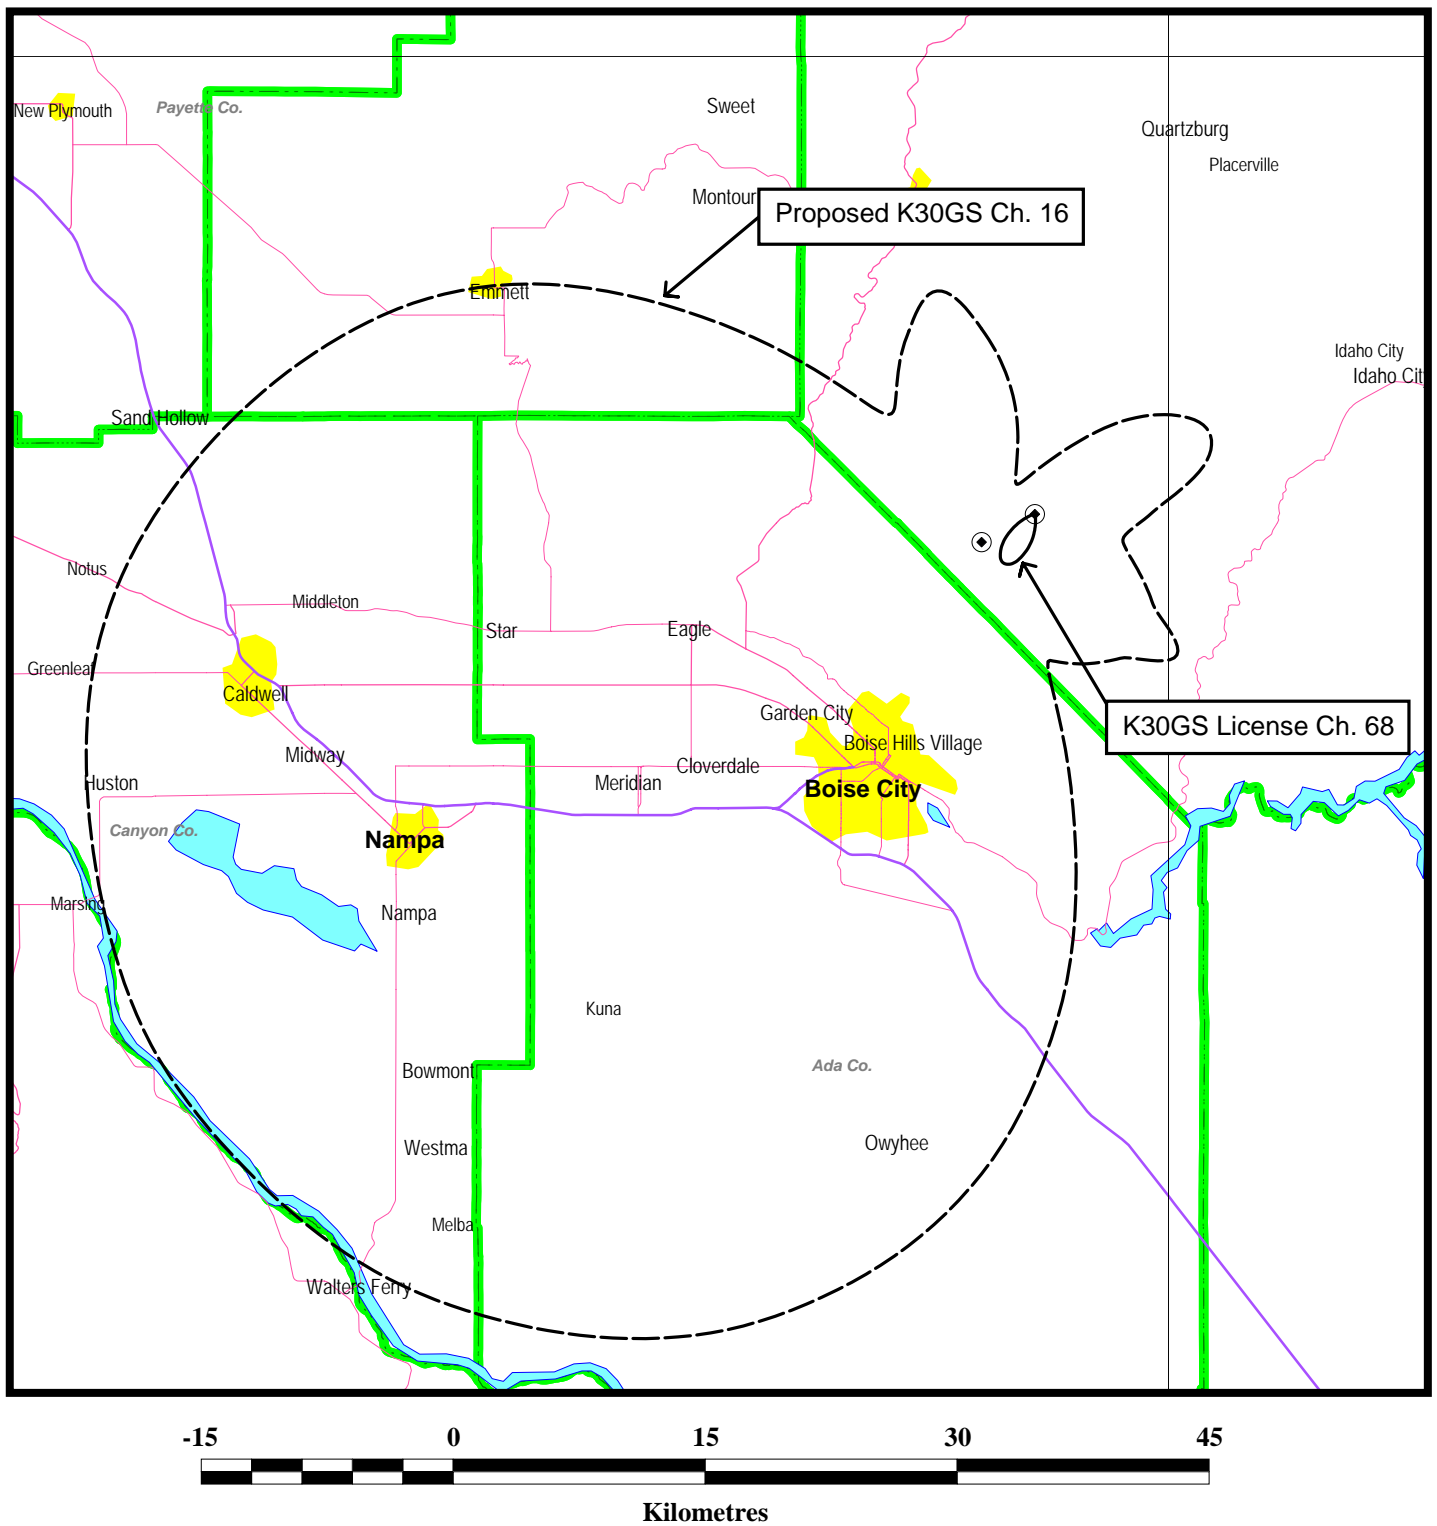 Sweet
New Plymouth
Payette Co.
Quartzburg
Placerville
Montour
Proposed K30GS Ch. 16
Emmett
Idaho City
Idaho Cit
Sand Hollow
Notus
Middleton
Star
Eagle
Greenleaf
Caldwell
Garden City
K30GS License Ch. 68
Boise Hills Village
Midway
Cloverdale
Huston
Meridian
Boise City
Canyon Co.
Nampa
Marsing
Nampa
Kuna
Bowmont
Ada Co.
Westma
Owyhee
Melba
Walters Ferry
-15 0 15 30 45
Kilometres